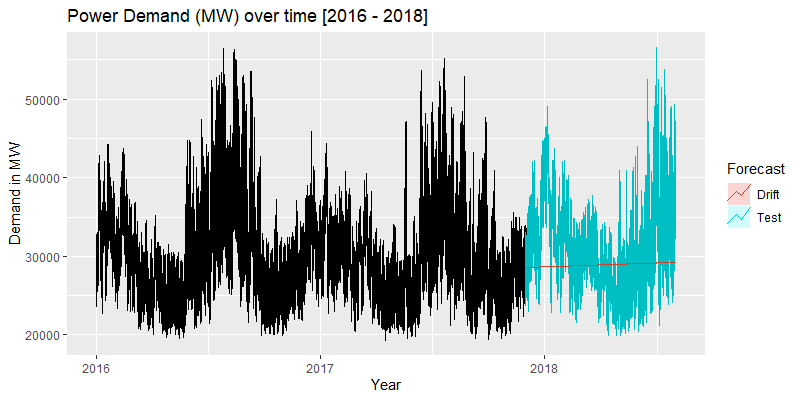 Power Demand (MW) over time [2016 - 2018]
Demand in MW
50000
40000
30000
20000
2016
2017
2018
Year
Forecast
Drift
Test